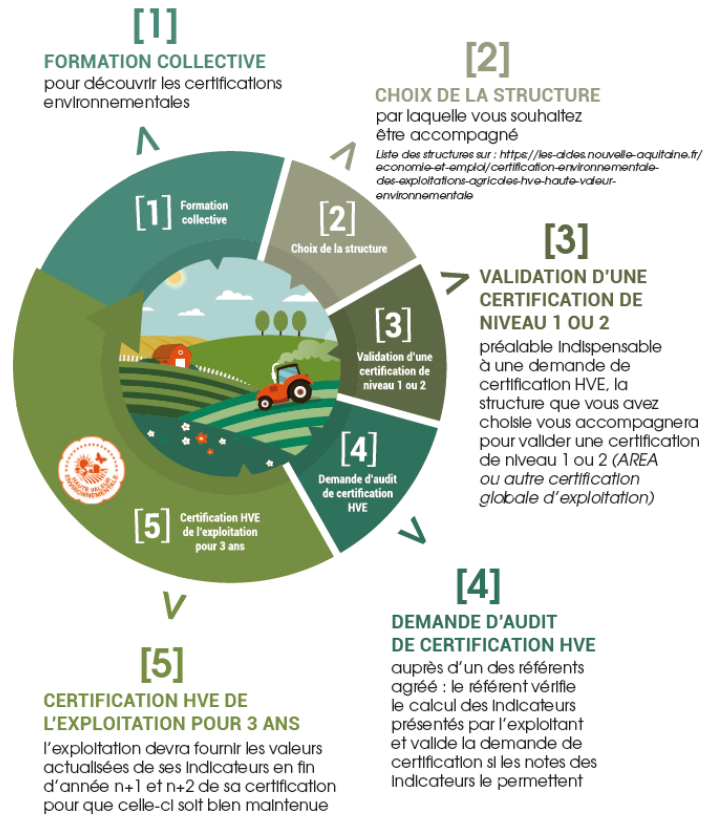 [1]
FORMATION COLLECTIVE
pour découvrir les certifications
environnementales
[2]
CHOIX DE LA STRUCTURE
par laquelle vous souhaitez
être accompagné
Liste des structures sur : https://les-aides.nouvelle-aquitaine.fr/
economie-et-emploi/certification-environnementale-
des-exploitations-agricoles-hve-haute-valeur-
environnementale
[1] Formation
collective
[2]
Choix de la structure
[3]
Validation d'une
certification de
niveau 1 ou 2
[4]
Demande d'audit
de certification
HVE
[5] Certification HVE
de l'exploitation
pour 3 ans
HAUTE VALEUR
ENVIRONNEMENTALE
[3]
VALIDATION D'UNE
CERTIFICATION DE
NIVEAU 1 OU 2
préalable indispensable
à une demande de
certification HVE, la
structure que vous avez
choisie vous accompagnera
pour valider une certification
de niveau 1 ou 2 (AREA
ou autre certification
globale d'exploitation)
[4]
DEMANDE D'AUDIT
DE CERTIFICATION HVE
auprès d'un des référents
agréé : le référent vérifie
le calcul des indicateurs
présentés par l'exploitant
et valide la demande de
certification si les notes des
indicateurs le permettent
[5]
CERTIFICATION HVE DE
L'EXPLOITATION POUR 3 ANS
l'exploitation devra fournir les valeurs
actualisées de ses indicateurs en fin
d'année n+1 et n+2 de sa certification
pour que celle-ci soit bien maintenue